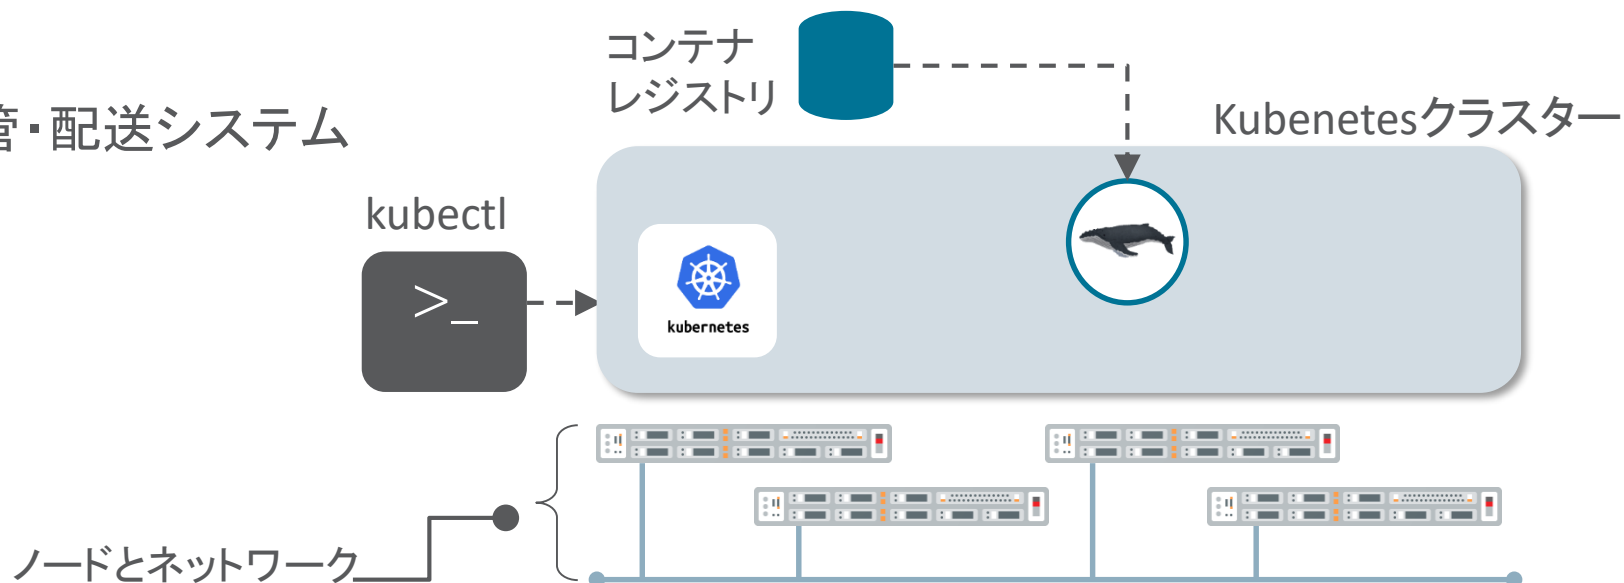 コンテナ
レジストリ
・配送システム
Kubenetesクラスター
kubectl
>_
kubernetes
ノードとネットワーク